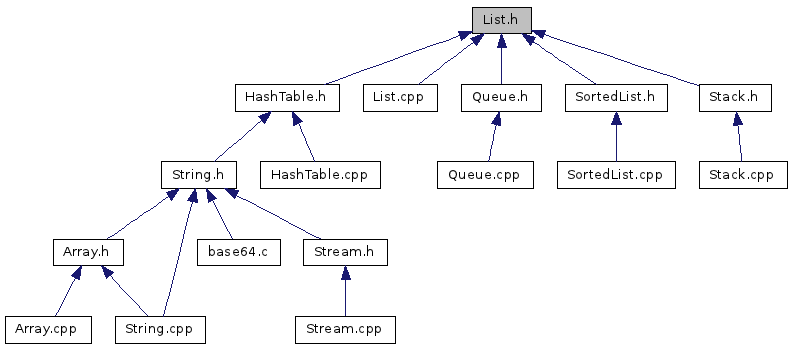 List.h
HashTable.h
List.cpp
Queue.h
SortedList.h
Stack.h
String.h
HashTable.cpp
Queue.cpp
SortedList.cpp
Stack.cpp
Array.h
base64.c
Stream.h
Array.cpp
String.cpp
Stream.cpp